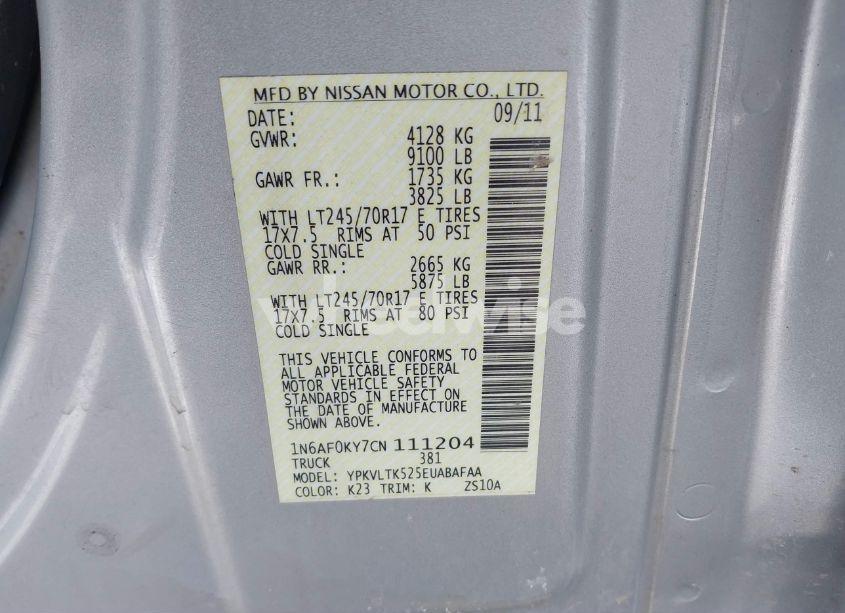 MFD BY NISSAN MOTOR CO., LTD.
DATE: 09/11
GVWR: 4128 KG
9100 LB
GAWR FR.: 1735 KG
3825 LB
WITH LT245/70R17 E TIRES
17X7.5 RIMS AT 50 PSI
COLD SINGLE
GAWR RR.: 2665 KG
5875 LB
WITH LT245/70R17 E TIRES
17X7.5 RIMS AT 80 PSI
COLD SINGLE
THIS VEHICLE CONFORMS TO
ALL APPLICABLE FEDERAL
MOTOR VEHICLE SAFETY
STANDARDS IN EFFECT ON
THE DATE OF MANUFACTURE
SHOWN ABOVE.
1N6AF0KY7CN 111204
TRUCK 381
MODEL: YPKVLTK525EUABAFAA
COLOR: K23 TRIM: K ZS10A